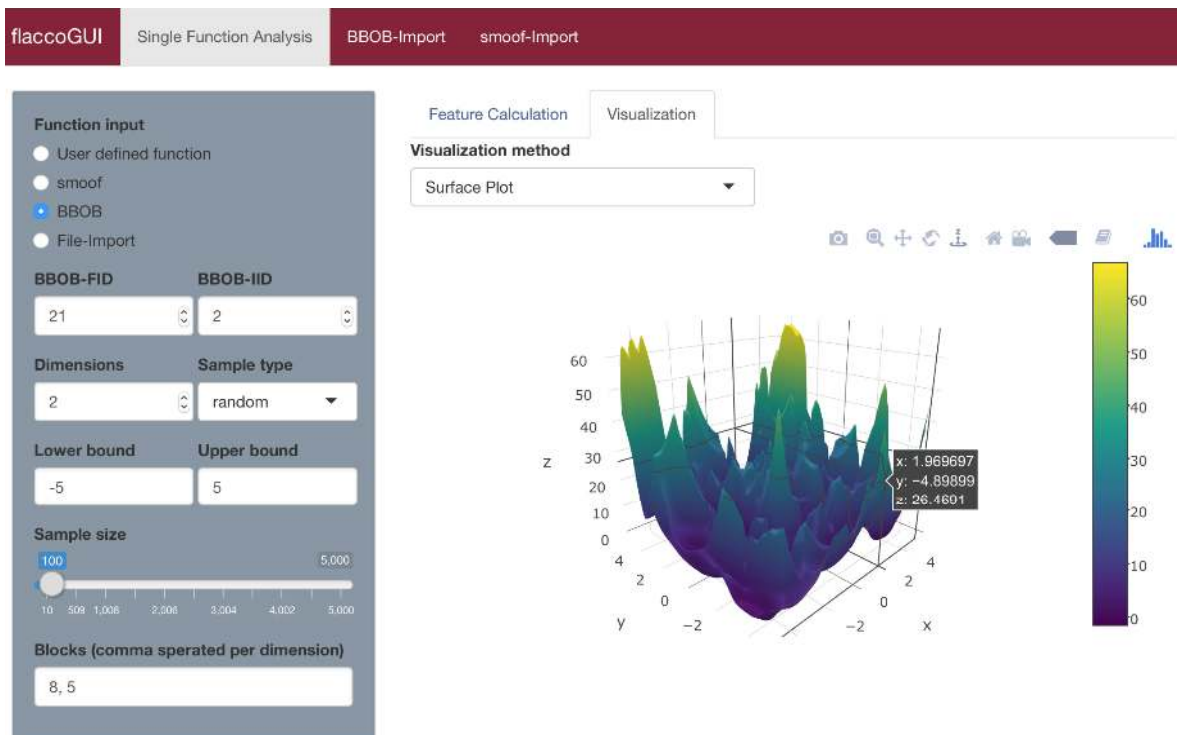 flaccoGUI Single Function Analysis BBOB-Import smoof-Import
Function input
User defined function
smoof
BBOB
File-Import
BBOB-FID BBOB-IID
21 2
Dimensions Sample type
2 random
Lower bound Upper bound
-5 5
Sample size
100 5,000
10 509 1,008 2,006 3,004 4,002 5,000
Blocks (comma sperated per dimension)
8, 5
Feature Calculation Visualization
Visualization method
Surface Plot
60
50
40
z 30
20
10
0
4
2
0
−2
y
x: 1.969697
y: −4.89899
z: 26.4601
4
2
0
−2
x
60
50
40
30
20
10
0